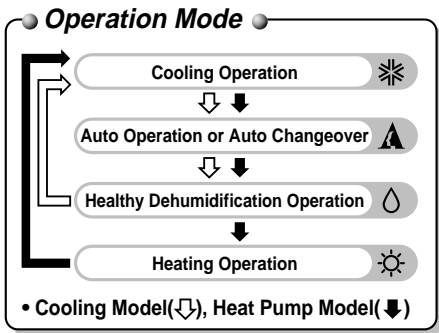 Operation Mode
Cooling Operation
Auto Operation or Auto Changeover
Healthy Dehumidification Operation
Heating Operation
• Cooling Model(⇩), Heat Pump Model(⬇)